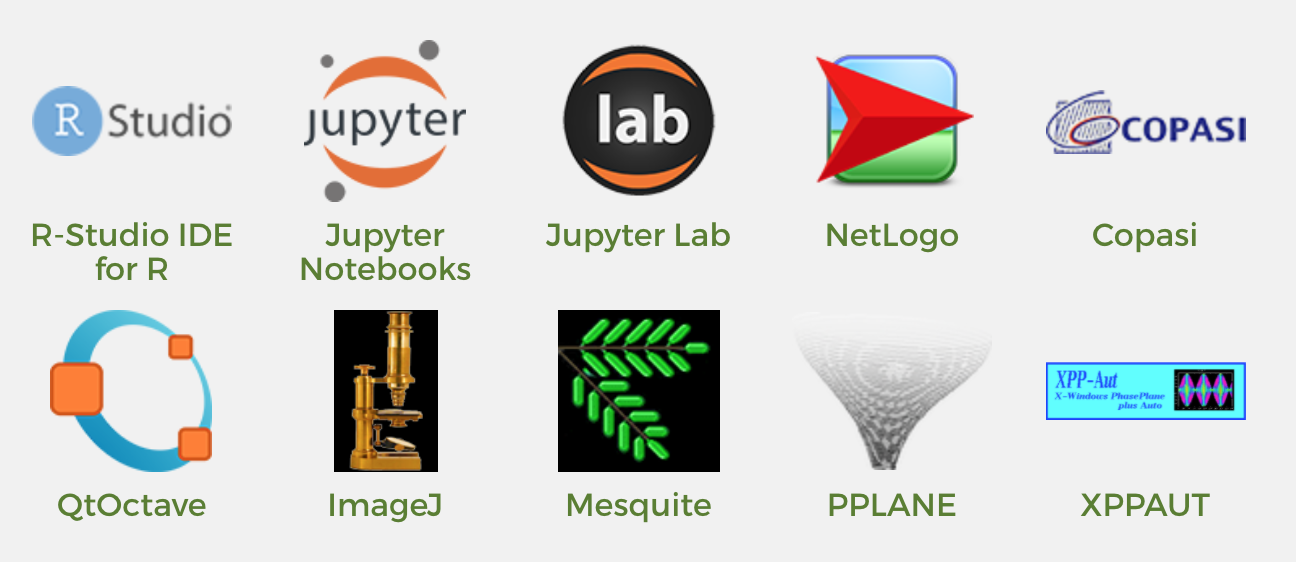 R Studio®
jupyter
lab
COPASI
R-Studio IDE
for R
Jupyter
Notebooks
Jupyter Lab
NetLogo
Copasi
XPP-Aut
X-Windows PhasePlane
plus Auto
QtOctave
ImageJ
Mesquite
PPLANE
XPPAUT